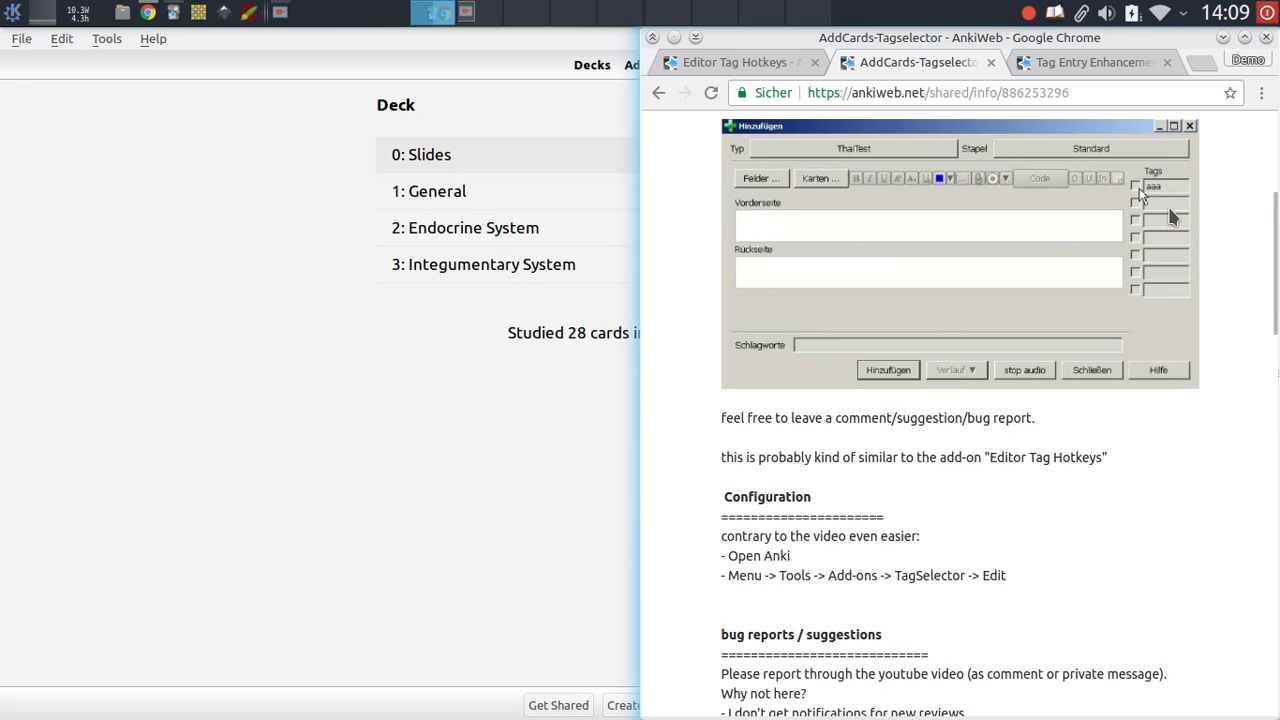 10.3W
4.3h
14:09
File Edit Tools Help
Decks Ad
Deck
0: Slides
1: General
2: Endocrine System
3: Integumentary System
Studied 28 cards i
Get Shared Create
AddCards-Tagselector - AnkiWeb - Google Chrome
Editor Tag Hotkeys - A AddCards-Tagselecto Tag Entry Enhanceme Demo
Sicher https://ankiweb.net/shared/info/886253296
Hinzufügen
Typ ThaiTest Stapel Standard
Tags
Felder ... Karten ... Code aaa
Vorderseite
Rückseite
Schlagworte
Hinzufügen Verlauf ▼ stop audio Schließen Hilfe
feel free to leave a comment/suggestion/bug report.
this is probably kind of similar to the add-on "Editor Tag Hotkeys"
Configuration
======================
contrary to the video even easier:
- Open Anki
- Menu -> Tools -> Add-ons -> TagSelector -> Edit
bug reports / suggestions
============================
Please report through the youtube video (as comment or private message).
Why not here?
- I don't get notifications for new reviews